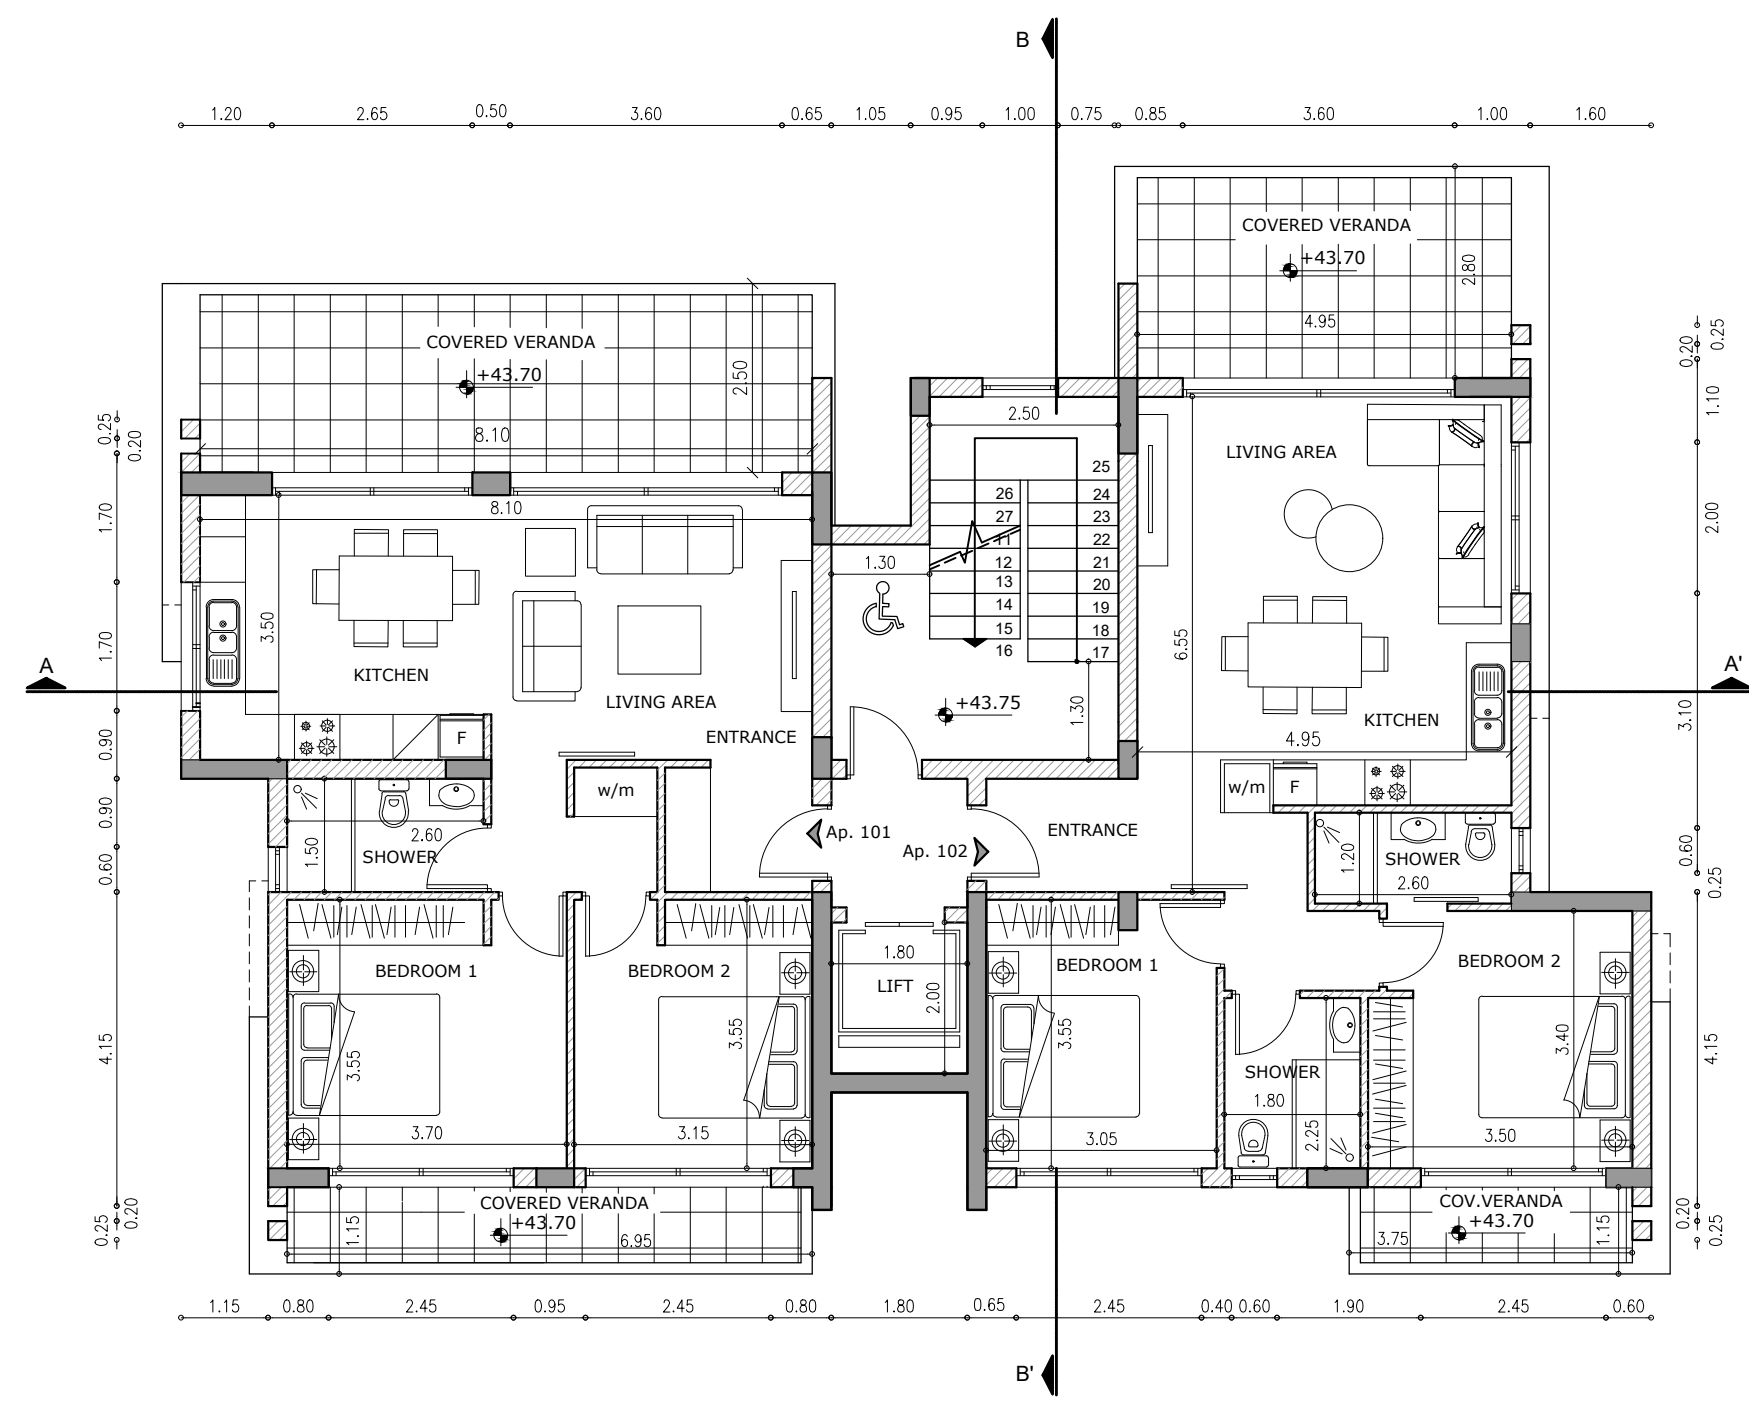 B
1.20 2.65 0.50 3.60 0.65 1.05 0.95 1.00 0.75 0.85 3.60 1.00 1.60
COVERED VERANDA
+43.70
2.80
4.95
COVERED VERANDA
+43.70
2.50
8.10
0.25
0.20
1.70
1.70
0.90
0.90
0.60
4.15
0.20
0.25
0.25
0.20
1.10
2.00
3.10
0.60
0.25
4.15
0.20
0.25
8.10
3.50
KITCHEN
LIVING AREA
ENTRANCE
F
w/m
A
A'
2.50
1.30
25
26 24
27 23
11 22
12 21
13 20
14 19
15 18
16 17
+43.75
1.30
LIVING AREA
6.55
KITCHEN
4.95
w/m F
ENTRANCE
Ap. 101
Ap. 102
2.60
1.50
SHOWER
1.20
SHOWER
2.60
BEDROOM 1
3.55
3.70
BEDROOM 2
3.55
3.15
1.80
LIFT
2.00
BEDROOM 1
3.55
3.05
SHOWER
1.80
2.25
BEDROOM 2
3.40
3.50
COVERED VERANDA
+43.70
1.15
6.95
COV.VERANDA
+43.70
3.75
1.15
1.15 0.80 2.45 0.95 2.45 0.80 1.80 0.65 2.45 0.40 0.60 1.90 2.45 0.60
B'